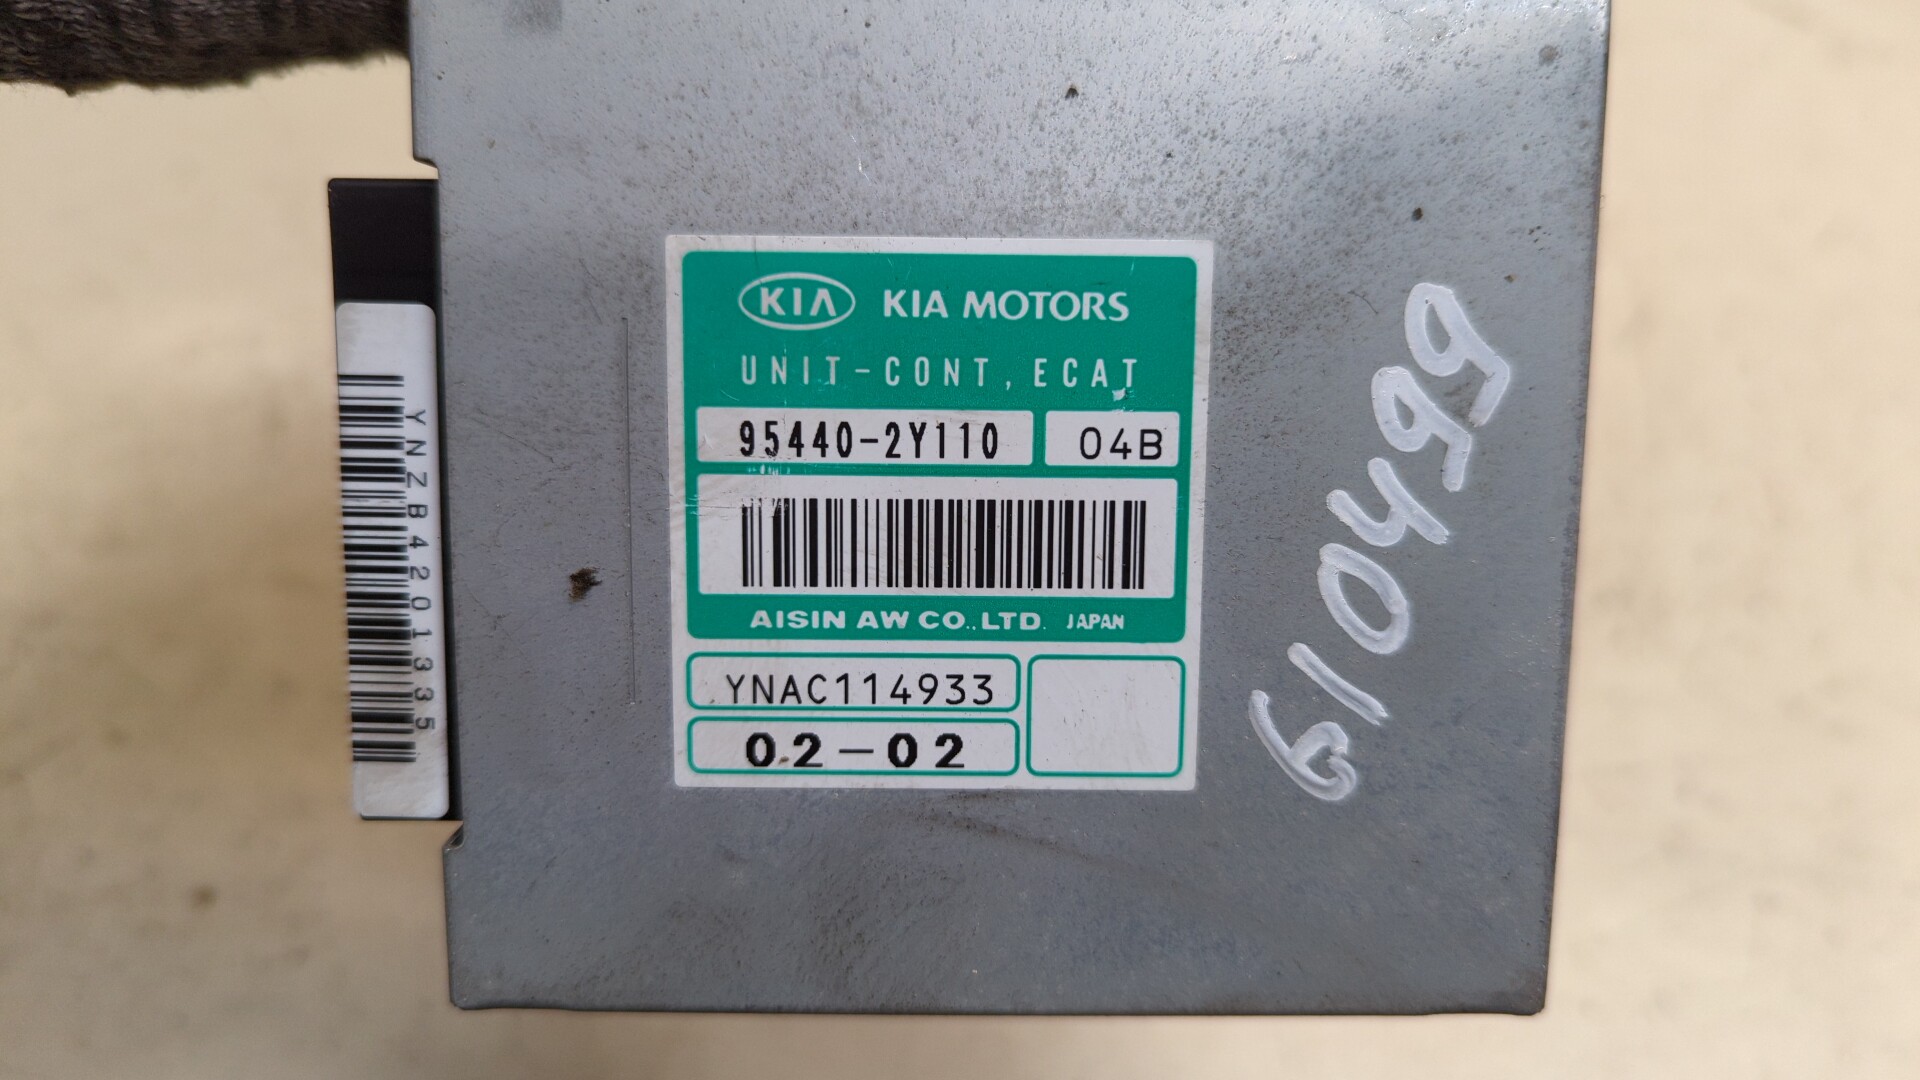 KIA KIA MOTORS
UNIT-CONT, ECAT
95440-2Y110 04B
AISIN AW CO.,LTD. JAPAN
YNAC114933
02-02
YNZB4201335
610499